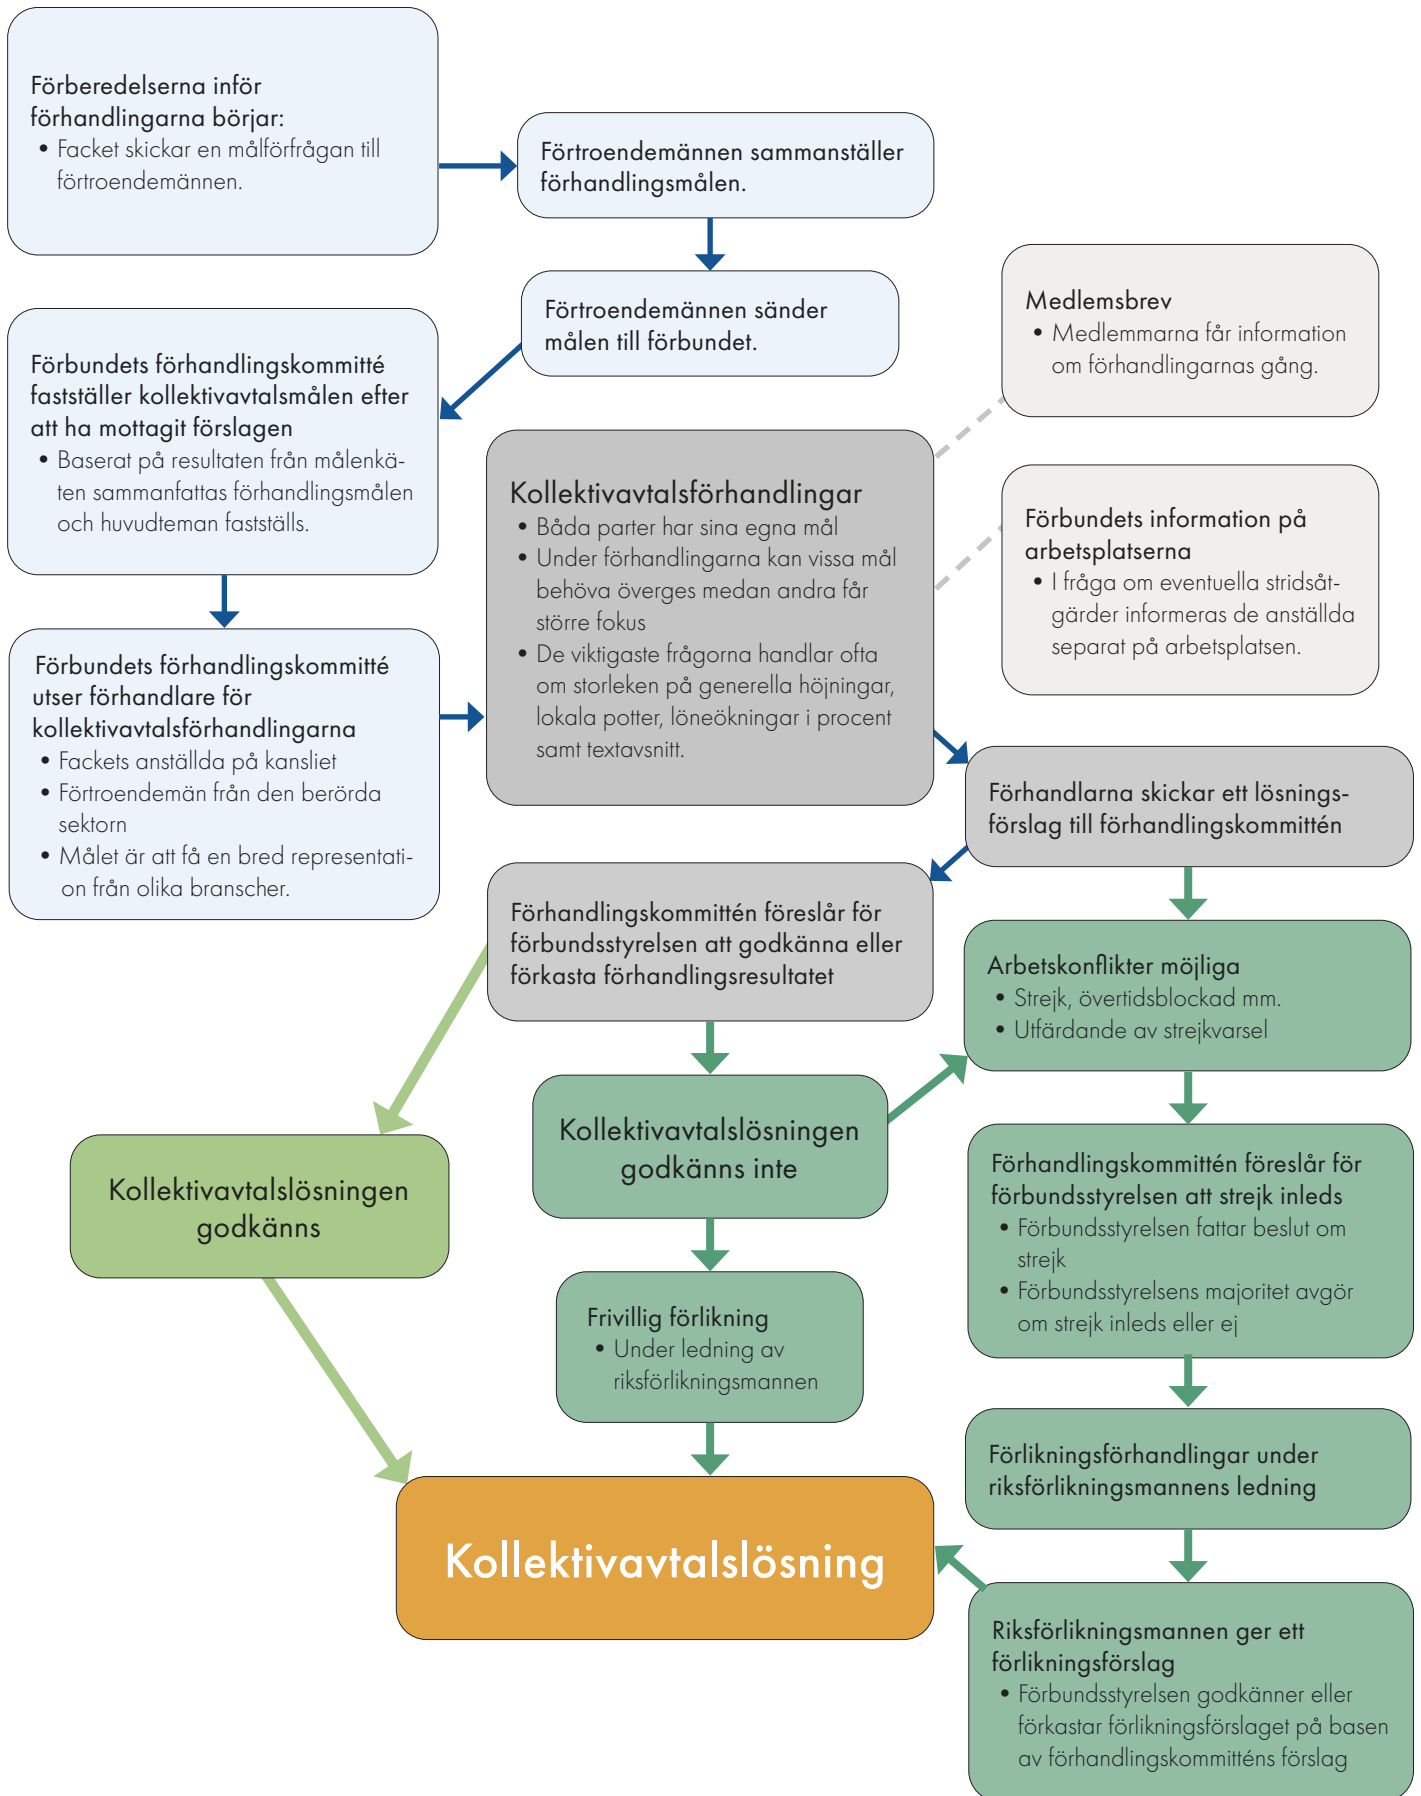 Förberedelserna inför
förhandlingarna börjar:
• Facket skickar en målförfrågan till
förtroendemännen.
Förtroendemännen sammanställer
förhandlingsmålen.
Förtroendemännen sänder
målen till förbundet.
Förbundets förhandlingskommitté
fastställer kollektivavtalsmålen efter
att ha mottagit förslagen
• Baserat på resultaten från målenkä-
ten sammanfattas förhandlingsmålen
och huvudteman fastställs.
Förbundets förhandlingskommitté
utser förhandlare för
kollektivavtalsförhandlingarna
• Fackets anställda på kansliet
• Förtroendemän från den berörda
sektorn
• Målet är att få en bred representati-
on från olika branscher.
Kollektivavtalsförhandlingar
• Båda parter har sina egna mål
• Under förhandlingarna kan vissa mål
behöva överges medan andra får
större fokus
• De viktigaste frågorna handlar ofta
om storleken på generella höjningar,
lokala potter, löneökningar i procent
samt textavsnitt.
Medlemsbrev
• Medlemmarna får information
om förhandlingarnas gång.
Förbundets information på
arbetsplatserna
• I fråga om eventuella stridsåt-
gärder informeras de anställda
separat på arbetsplatsen.
Förhandlarna skickar ett lösnings-
förslag till förhandlingskommittén
Förhandlingskommittén föreslår för
förbundsstyrelsen att godkänna eller
förkasta förhandlingsresultatet
Arbetskonflikter möjliga
• Strejk, övertidsblockad mm.
• Utfärdande av strejkvarsel
Kollektivavtalslösningen
godkänns inte
Kollektivavtalslösningen
godkänns
Förhandlingskommittén föreslår för
förbundsstyrelsen att strejk inleds
• Förbundsstyrelsen fattar beslut om
strejk
• Förbundsstyrelsens majoritet avgör
om strejk inleds eller ej
Frivillig förlikning
• Under ledning av
riksförlikningsmannen
Förlikningsförhandlingar under
riksförlikningsmannens ledning
Kollektivavtalslösning
Riksförlikningsmannen ger ett
förlikningsförslag
• Förbundsstyrelsen godkänner eller
förkastar förlikningsförslaget på basen
av förhandlingskommitténs förslag